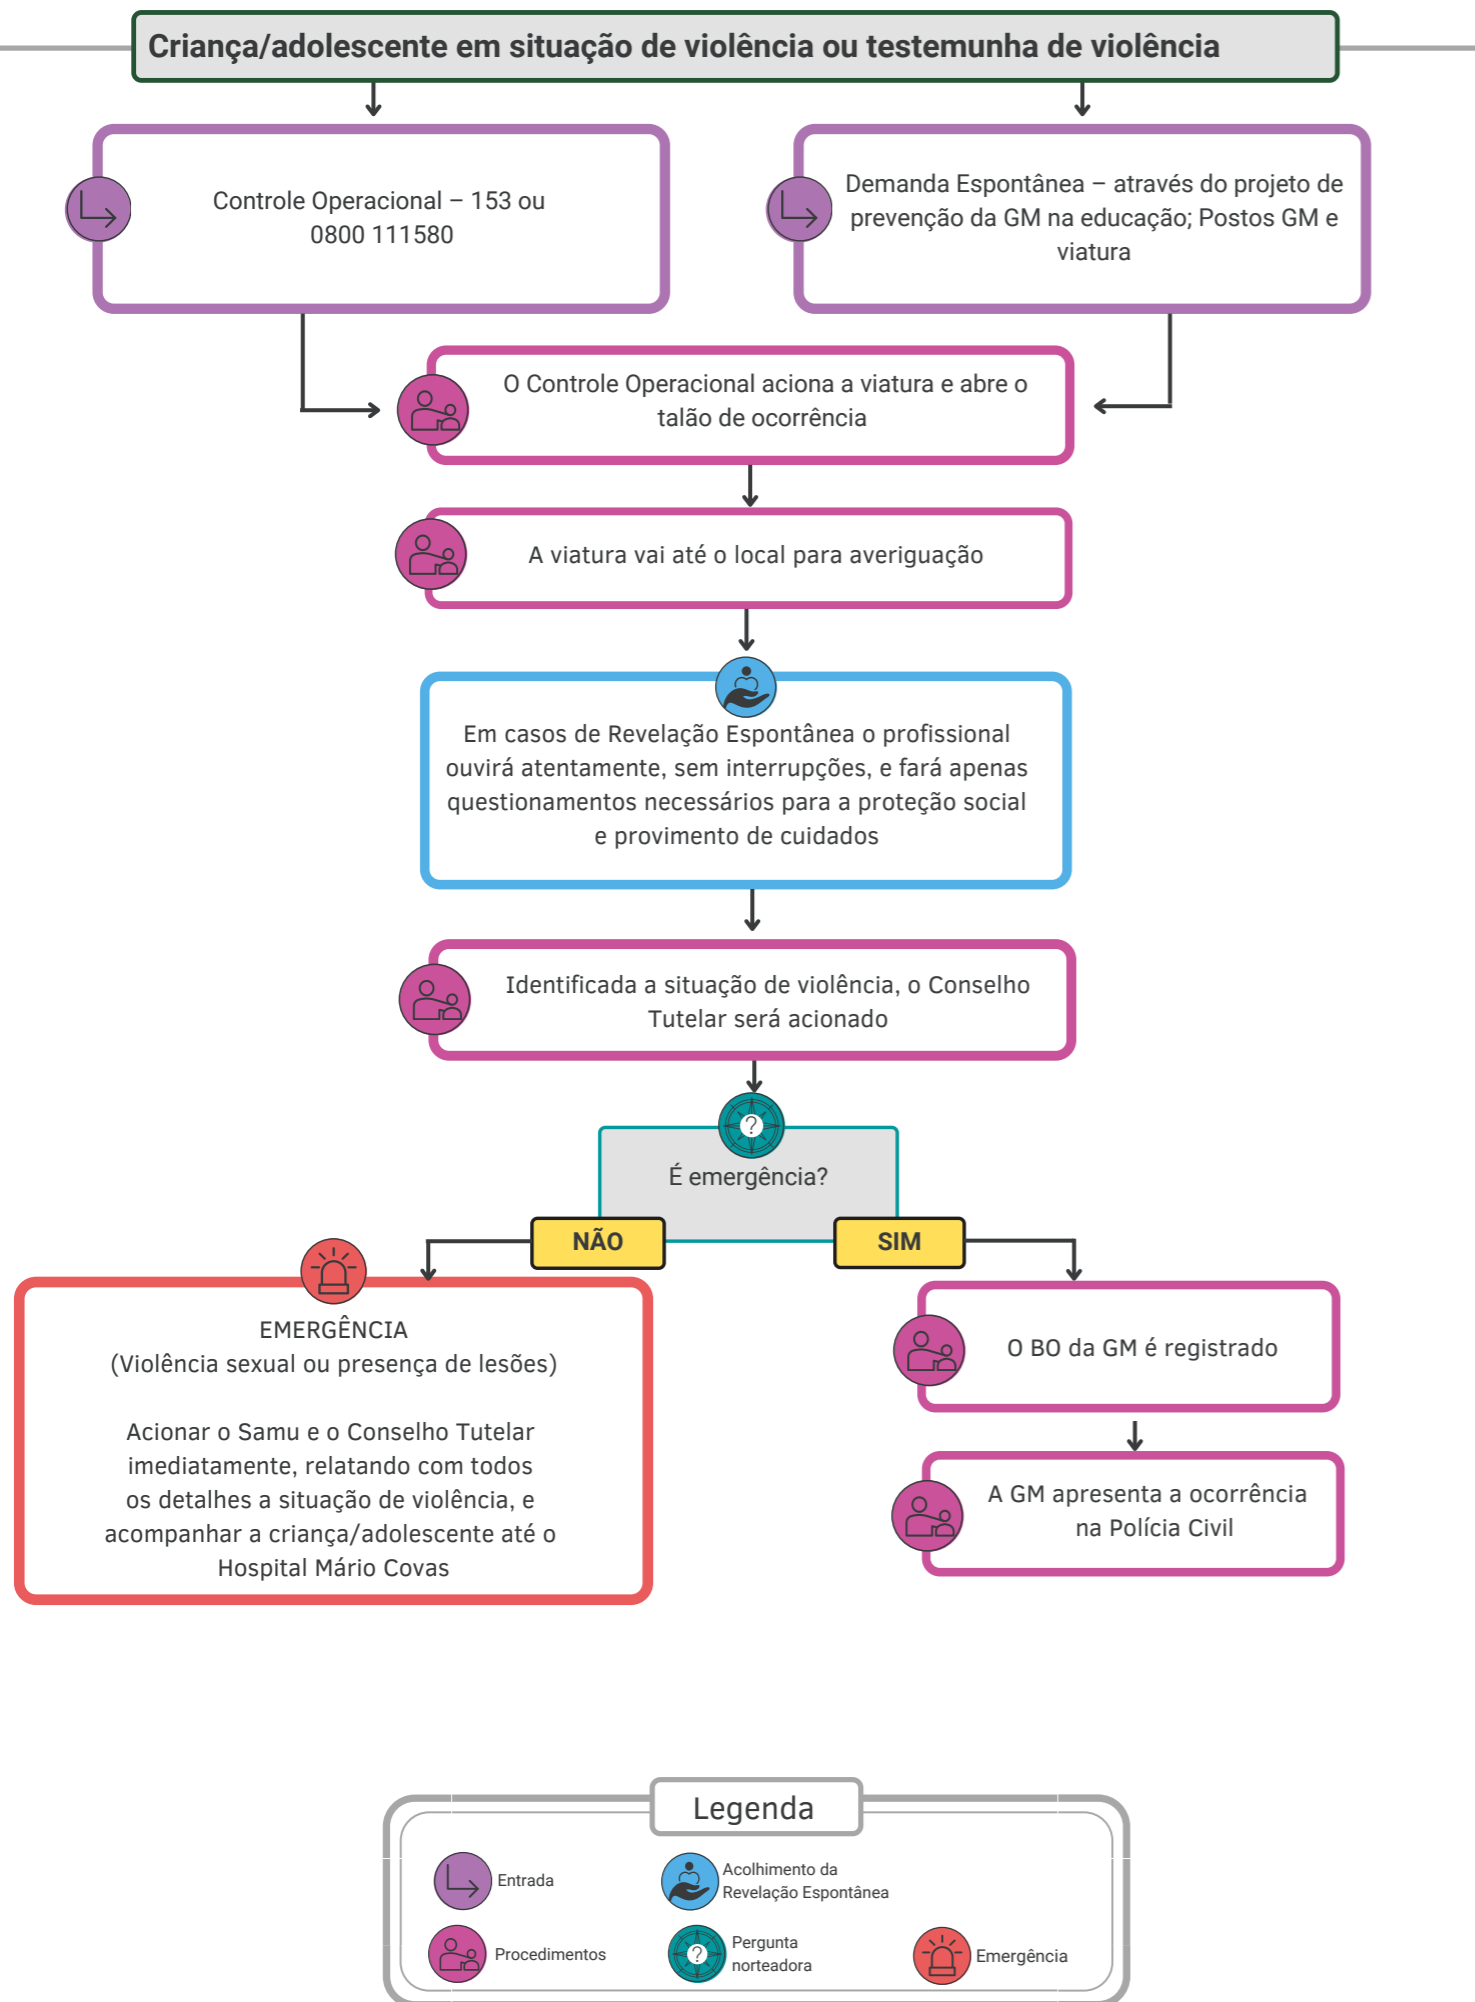 Criança/adolescente em situação de violência ou testemunha de violência
Controle Operacional – 153 ou
0800 111580
Demanda Espontânea – através do projeto de
prevenção da GM na educação; Postos GM e
viatura
O Controle Operacional aciona a viatura e abre o
talão de ocorrência
A viatura vai até o local para averiguação
Em casos de Revelação Espontânea o profissional
ouvirá atentamente, sem interrupções, e fará apenas
questionamentos necessários para a proteção social
e provimento de cuidados
Identificada a situação de violência, o Conselho
Tutelar será acionado
?
É emergência?
NÃO
SIM
EMERGÊNCIA
(Violência sexual ou presença de lesões)
Acionar o Samu e o Conselho Tutelar
imediatamente, relatando com todos
os detalhes a situação de violência, e
acompanhar a criança/adolescente até o
Hospital Mário Covas
O BO da GM é registrado
A GM apresenta a ocorrência
na Polícia Civil
Legenda
Entrada
Acolhimento da
Revelação Espontânea
Procedimentos
?
Pergunta
norteadora
Emergência